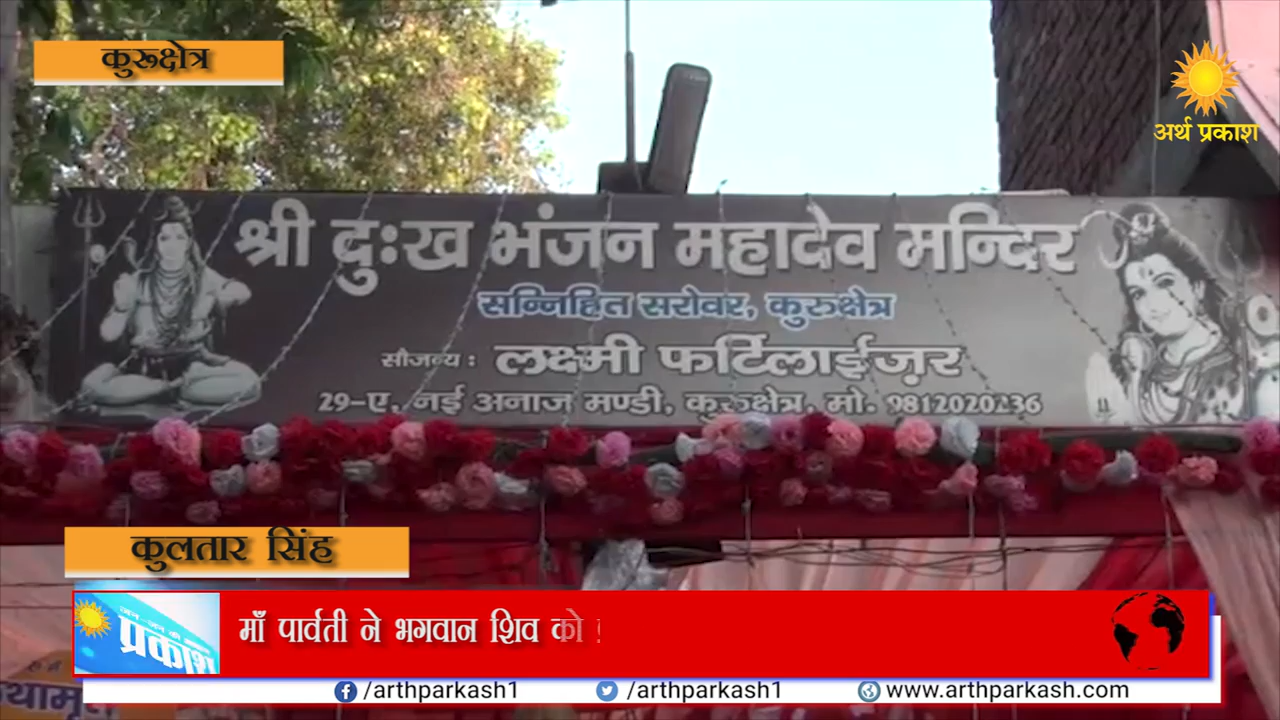 कुरूक्षेत्र
अर्थ प्रकाश
श्री दुःख भंजन महादेव मन्दिर
सन्निहित सरोवर, कुरुक्षेत्र
सौजन्य : लक्ष्मी फर्टिलाईज़र
29-ए, नई अनाज मण्डी, कुरुक्षेत्र, मो. 9812020236
कुलतार सिंह
प्रकाश
माँ पार्वती ने भगवान शिव को
/arthparkash1 /arthparkash1 www.arthparkash.com